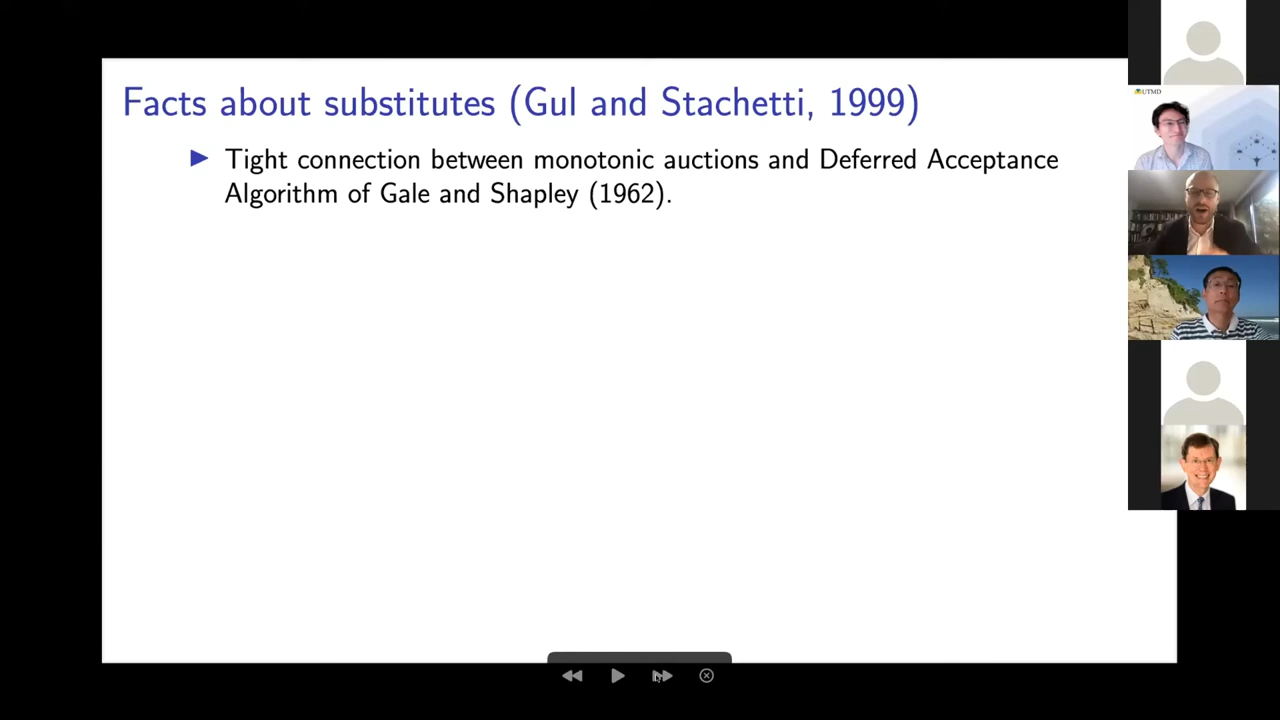 Facts about substitutes (Gul and Stachetti, 1999)
Tight connection between monotonic auctions and Deferred Acceptance
Algorithm of Gale and Shapley (1962).
UTMD